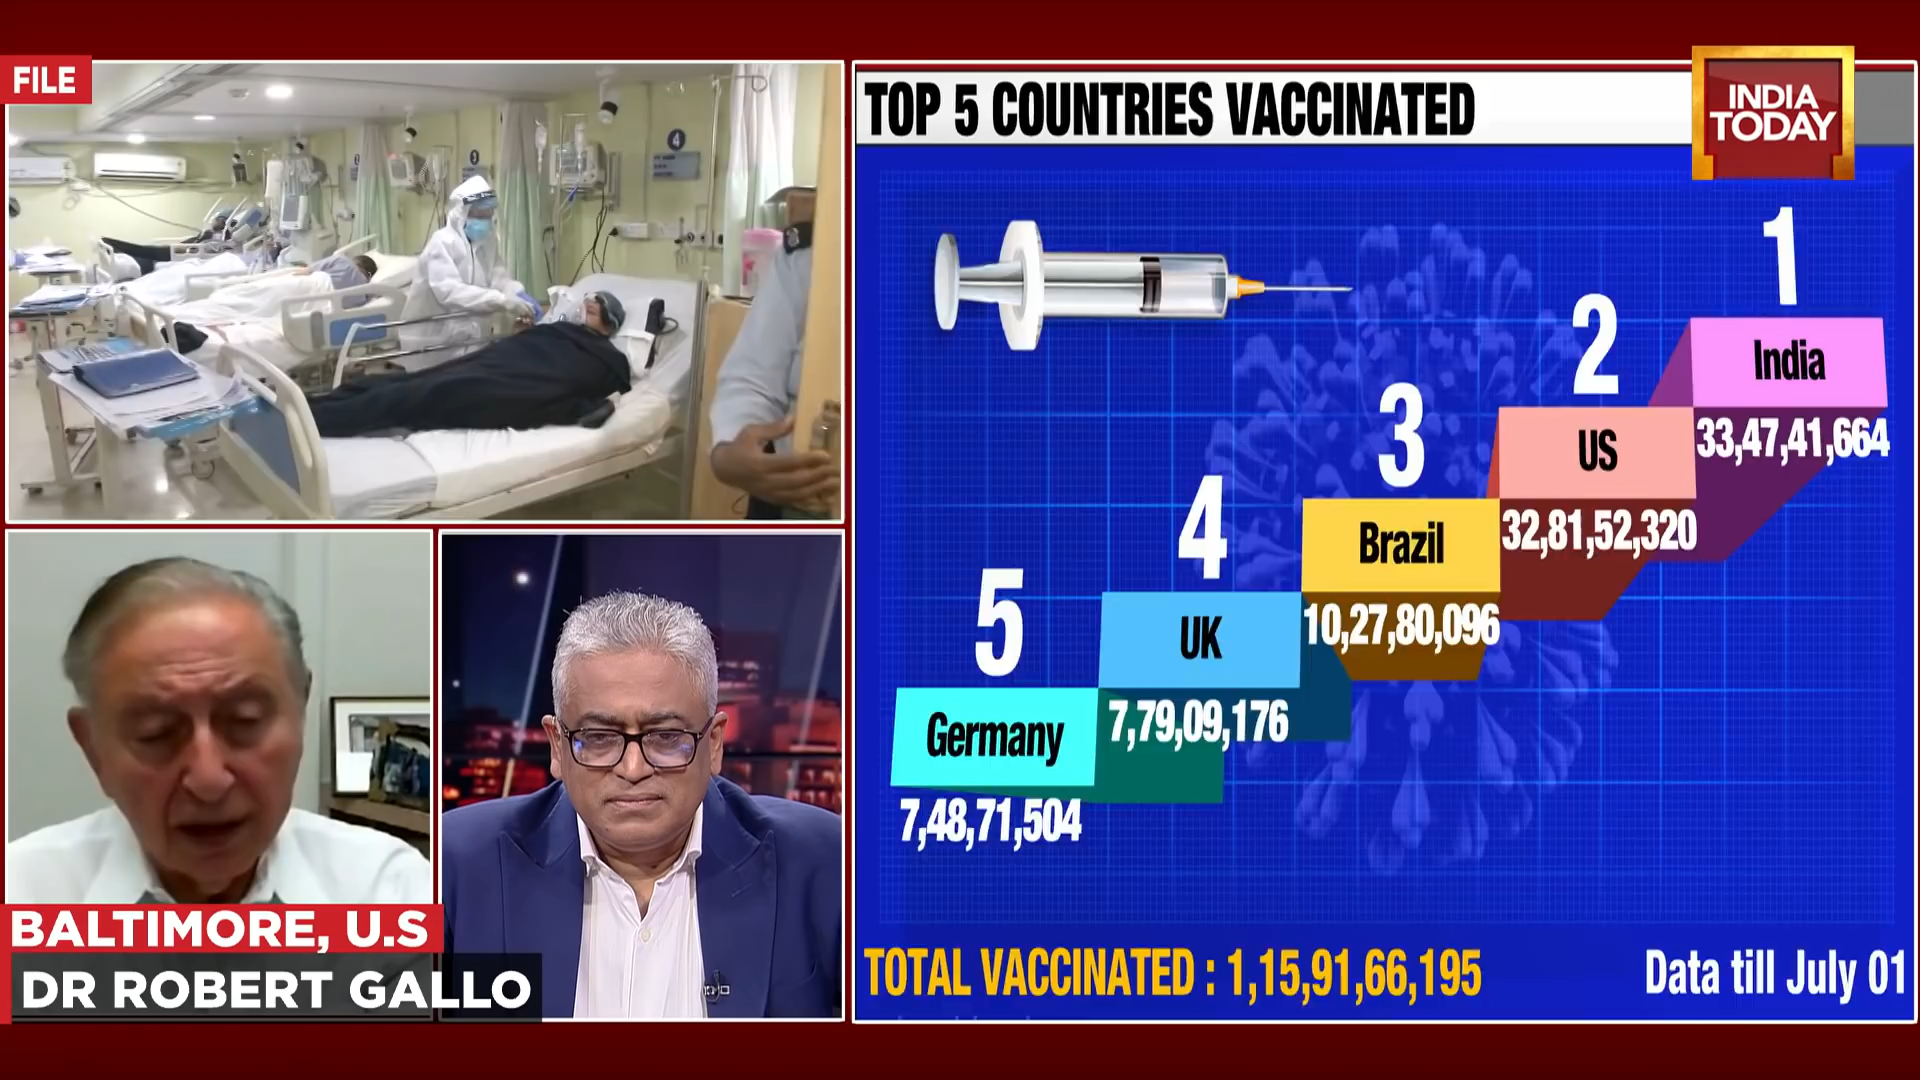 FILE
TOP 5 COUNTRIES VACCINATED
INDIA
TODAY
1
India
33,47,41,664
2
US
32,81,52,320
3
Brazil
10,27,80,096
4
UK
7,79,09,176
5
Germany
7,48,71,504
TOTAL VACCINATED : 1,15,91,66,195
Data till July 01
BALTIMORE, U.S
DR ROBERT GALLO
4
3